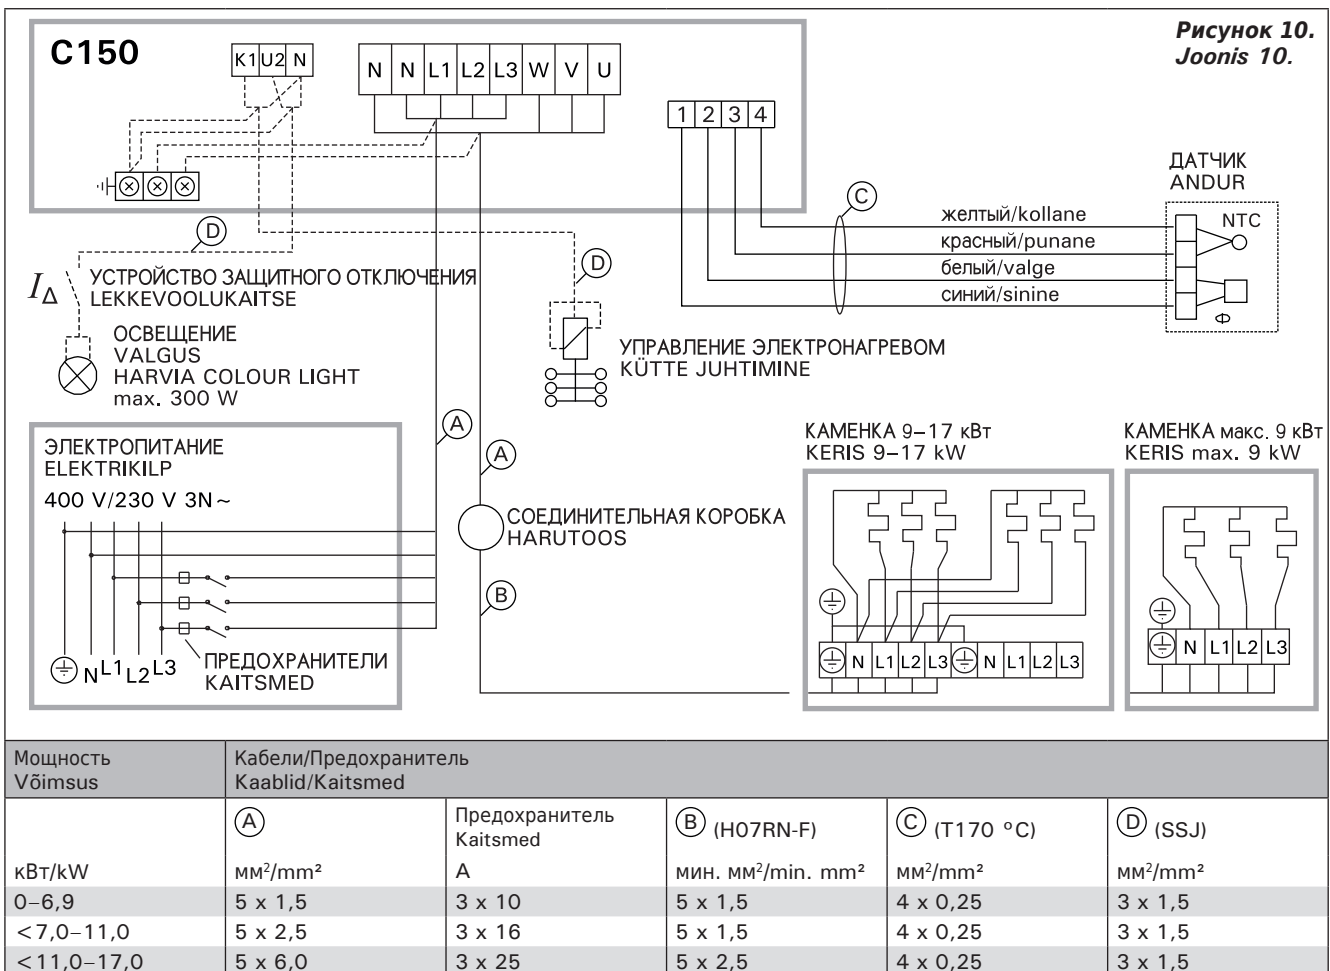 C150
Рисунок 10.
Joonis 10.
K1 U2 N
N N L1 L2 L3 W V U
1 2 3 4
ДАТЧИК
ANDUR
NTC
C
желтый/kollane
красный/punane
белый/valge
синий/sinine
D
D
IΔ
УСТРОЙСТВО ЗАЩИТНОГО ОТКЛЮЧЕНИЯ
LEKKEVOOLUKAITSE
ОСВЕЩЕНИЕ
VALGUS
HARVIA COLOUR LIGHT
max. 300 W
УПРАВЛЕНИЕ ЭЛЕКТРОНАГРЕВОМ
KÜTTE JUHTIMINE
A
A
ЭЛЕКТРОПИТАНИЕ
ELEKTRIKILP
400 V/230 V 3N~
СОЕДИНИТЕЛЬНАЯ КОРОБКА
HARUTOOS
B
N L1 L2 L3
ПРЕДОХРАНИТЕЛИ
KAITSMED
КАМЕНКА 9–17 кВт
KERIS 9–17 kW
N L1 L2 L3 N L1 L2 L3
КАМЕНКА макс. 9 кВт
KERIS max. 9 kW
N L1 L2 L3
Мощность
Võimsus
Кабели/Предохранитель
Kaablid/Kaitsmed
A
Предохранитель
Kaitsmed
B (H07RN-F)
C (T170 °C)
D (SSJ)
кВт/kW мм²/mm² A мин. мм²/min. mm² мм²/mm² мм²/mm²
0–6,9 5 x 1,5 3 x 10 5 x 1,5 4 x 0,25 3 x 1,5
<7,0–11,0 5 x 2,5 3 x 16 5 x 1,5 4 x 0,25 3 x 1,5
<11,0–17,0 5 x 6,0 3 x 25 5 x 2,5 4 x 0,25 3 x 1,5